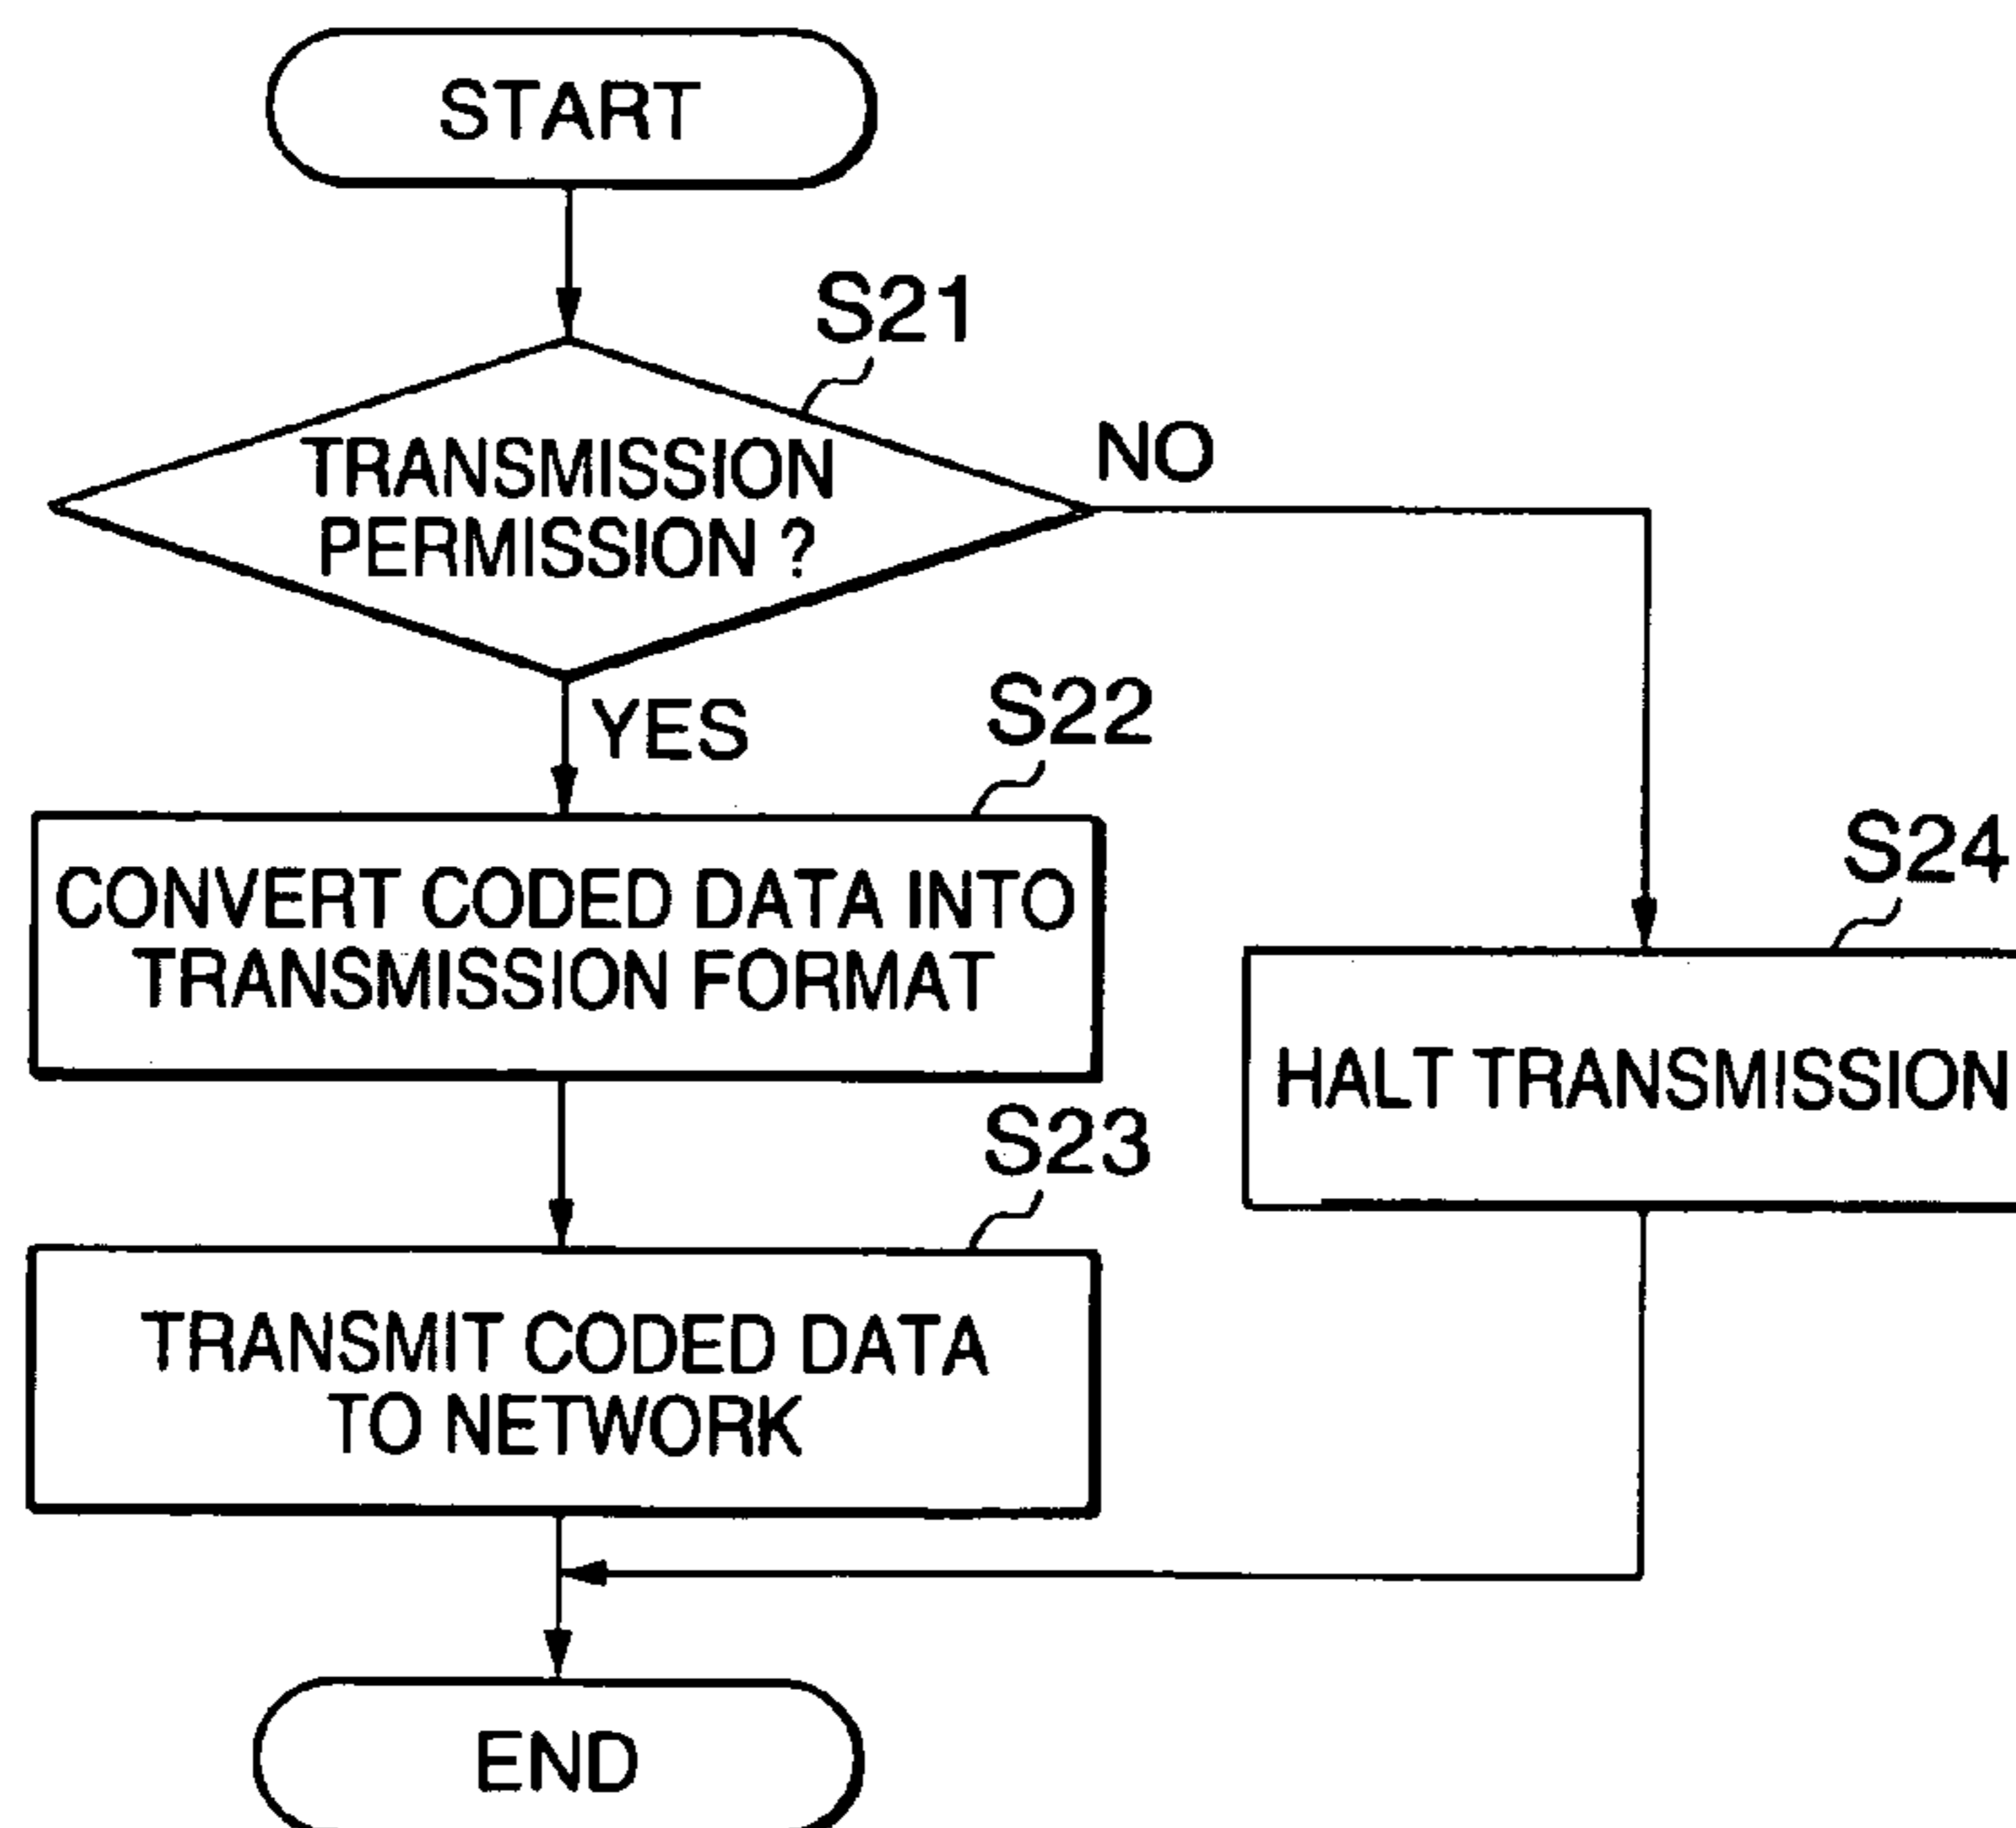 START
S21
TRANSMISSION
PERMISSION ?
NO
YES
S22
CONVERT CODED DATA INTO
TRANSMISSION FORMAT
S24
HALT TRANSMISSION
S23
TRANSMIT CODED DATA
TO NETWORK
END